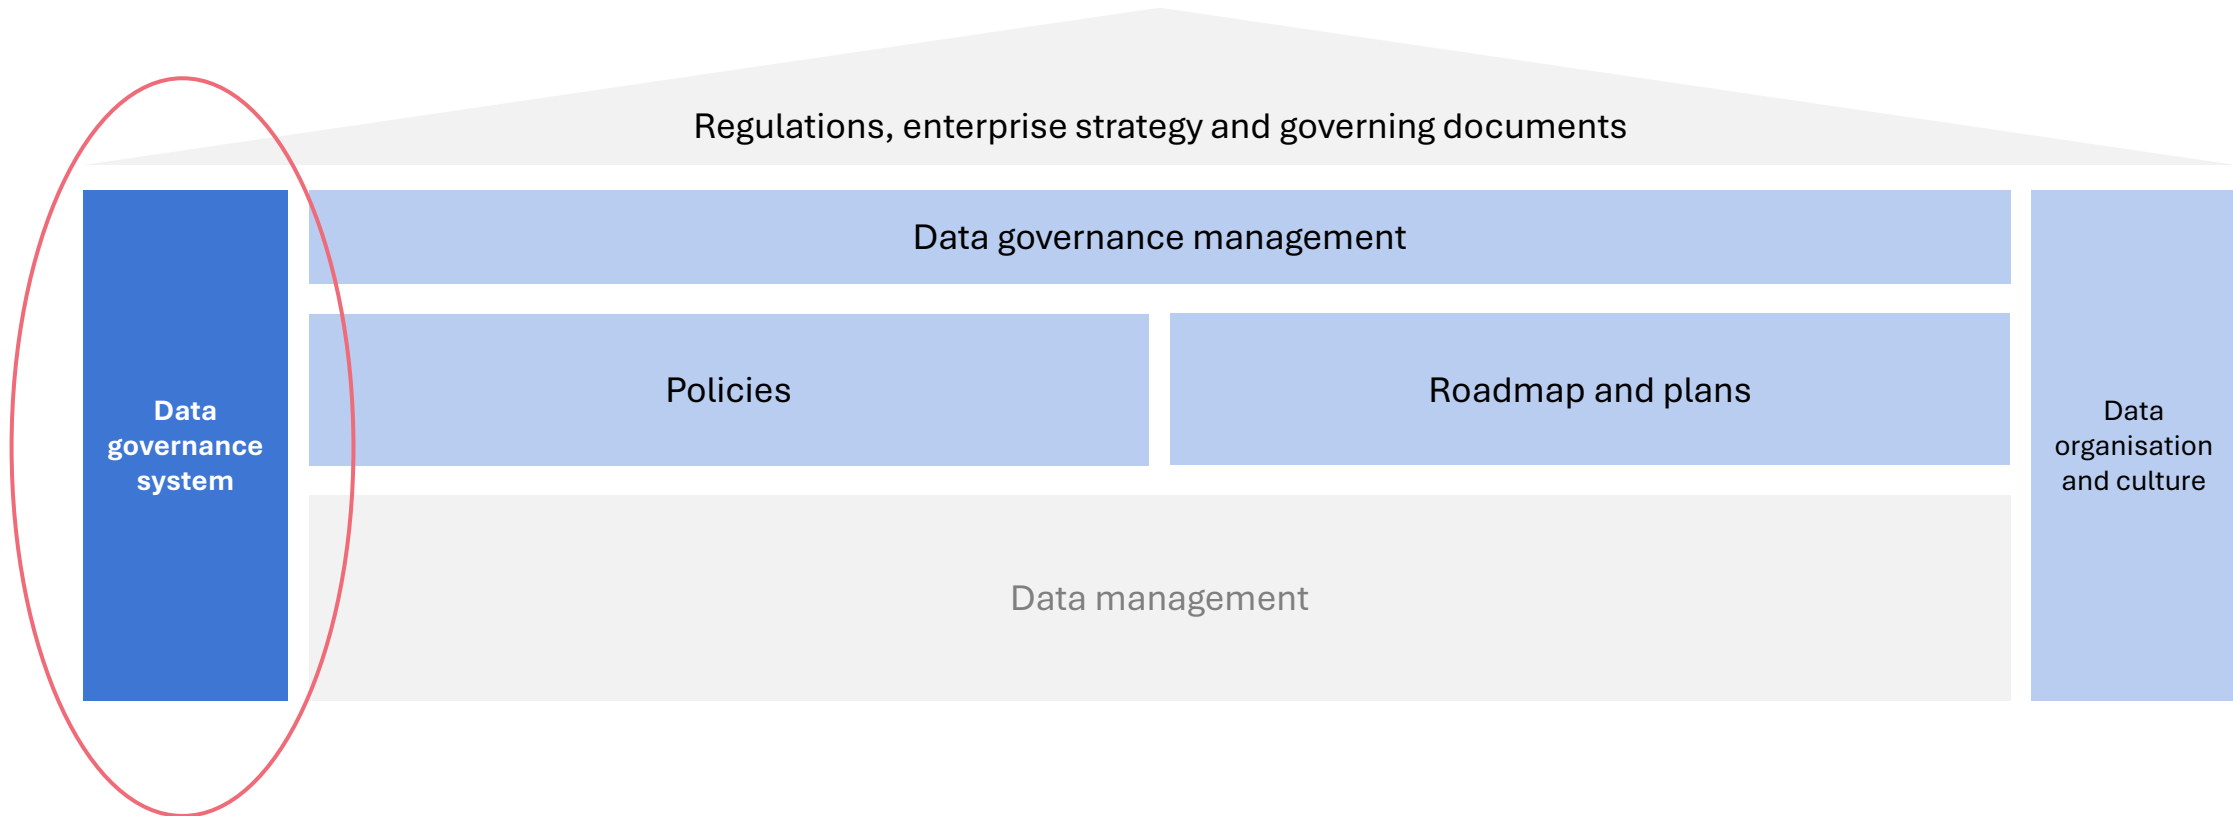 Regulations, enterprise strategy and governing documents
Data governance management
Policies
Roadmap and plans
Data
governance
system
Data
organisation
and culture
Data management